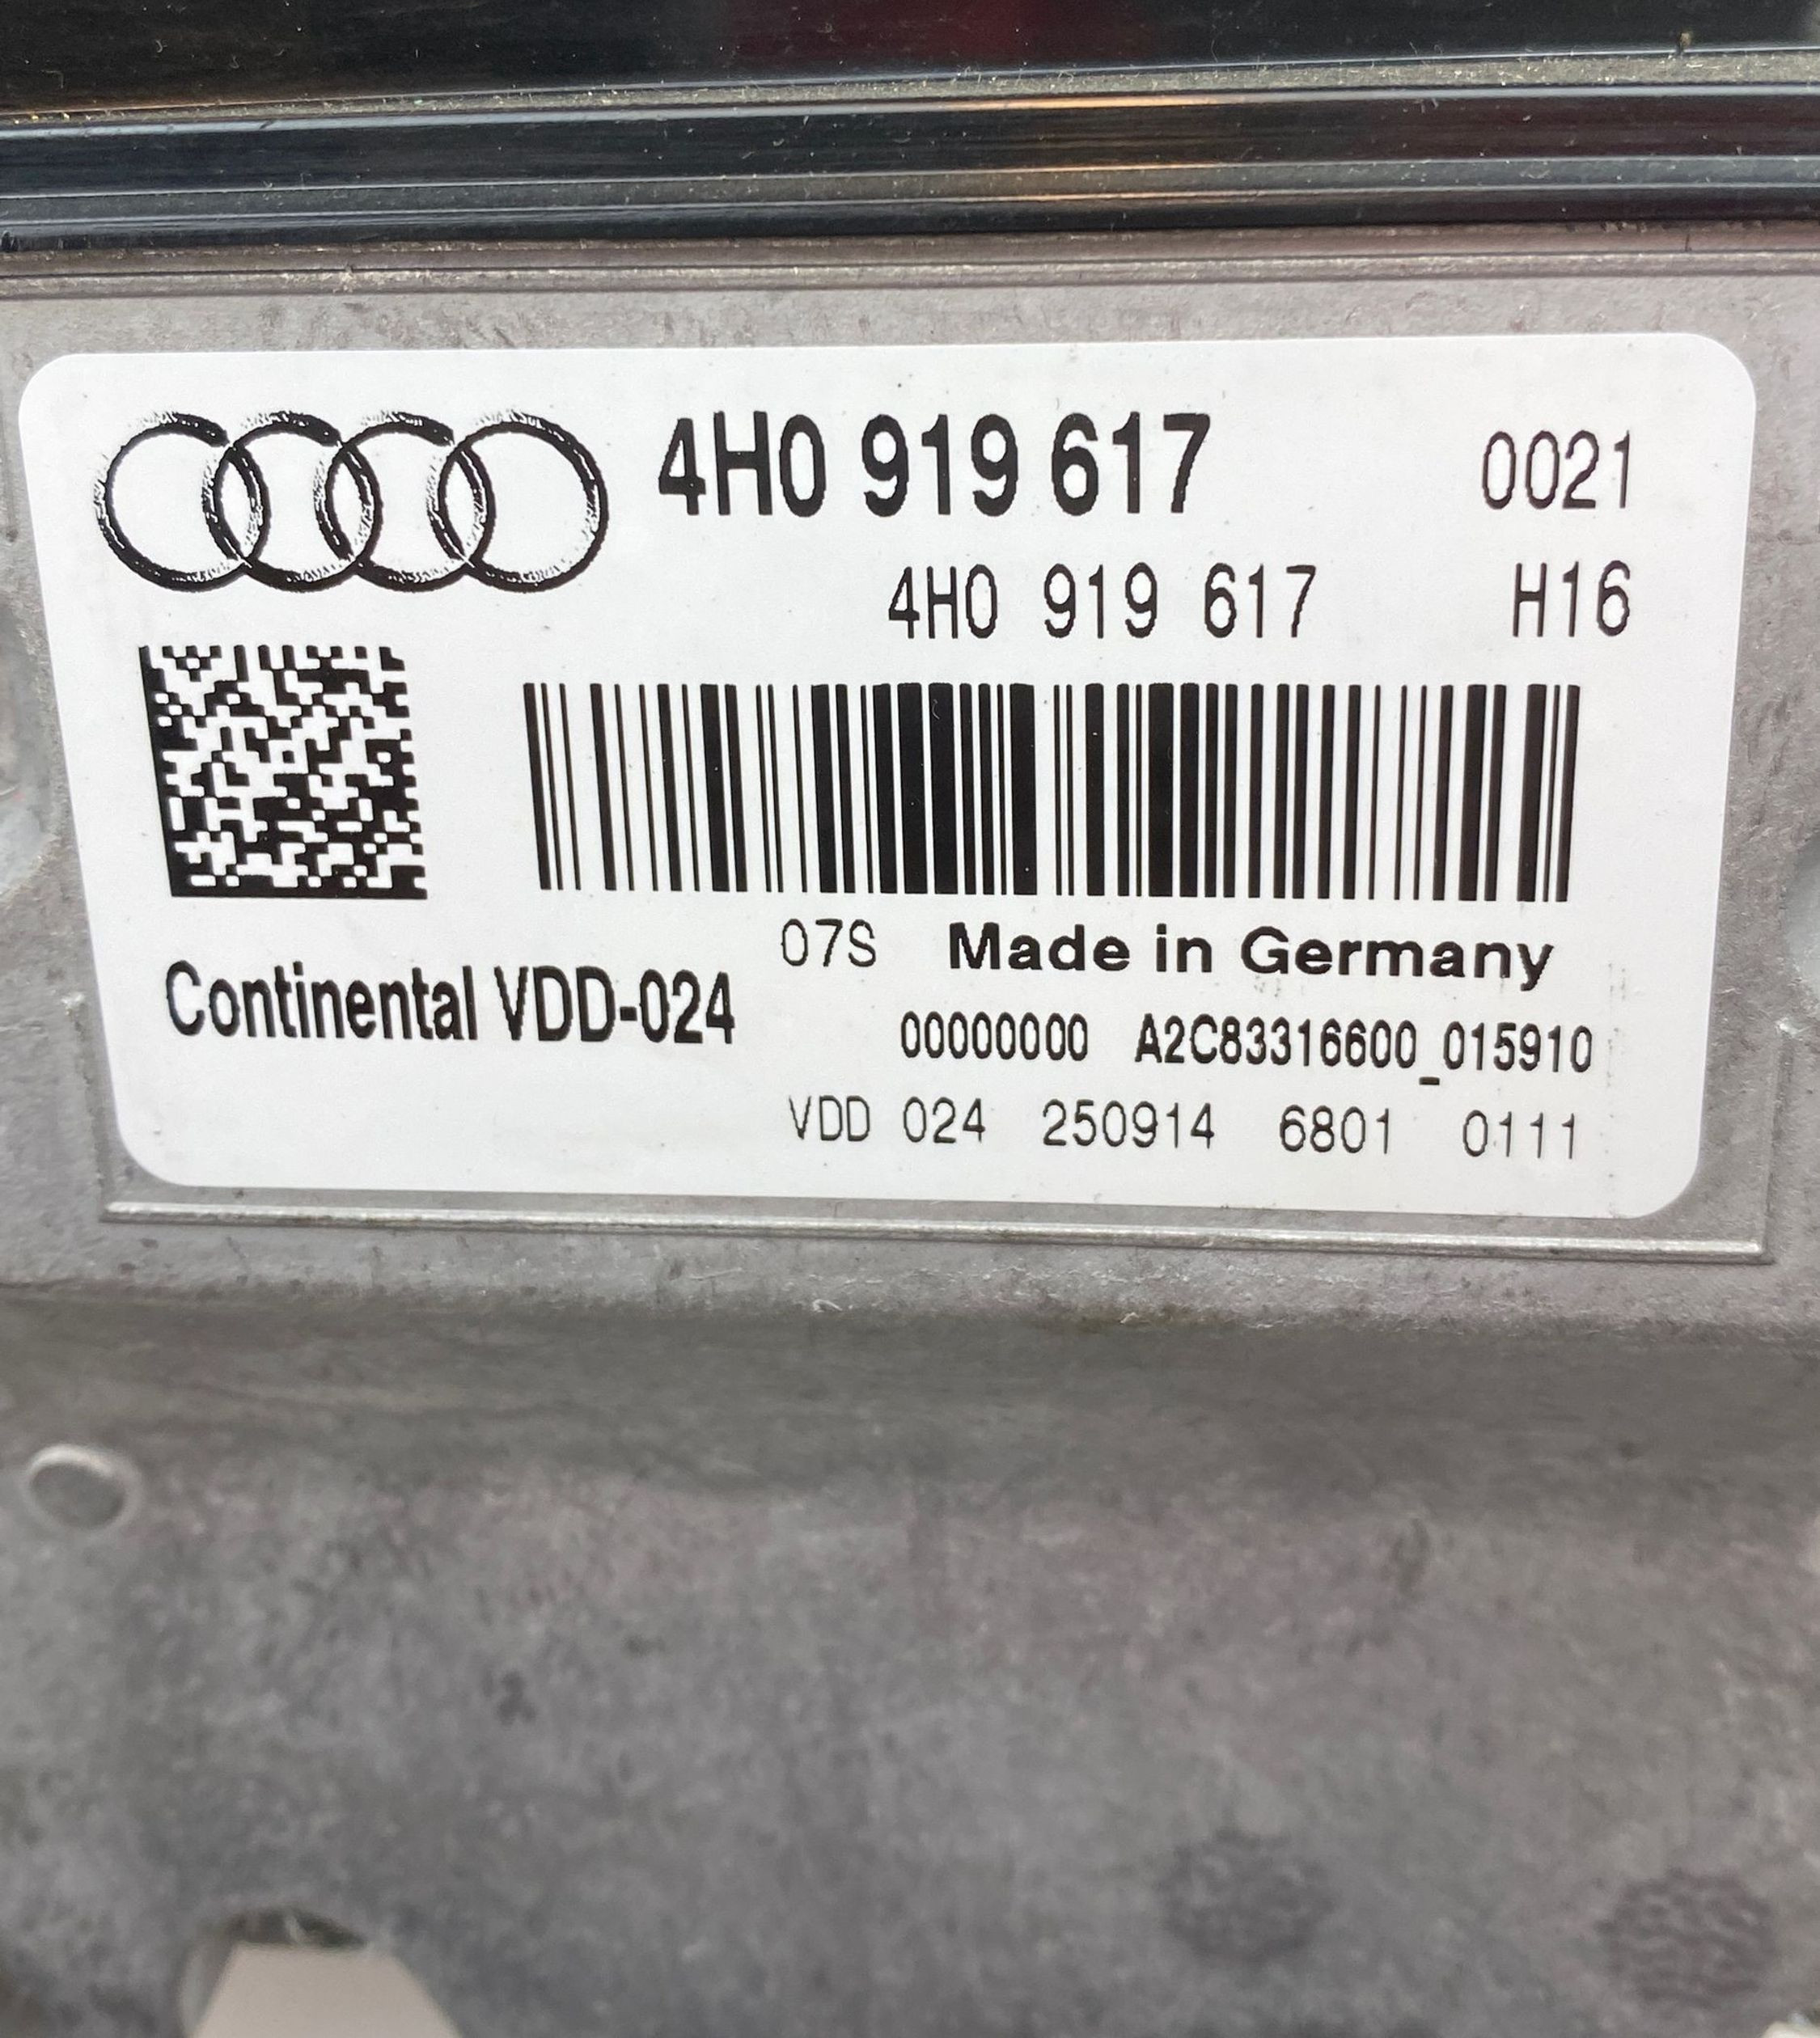 4H0 919 617 0021
4H0 919 617 H16
07S Made in Germany
Continental VDD-024
00000000 A2C83316600_015910
VDD 024 250914 6801 0111